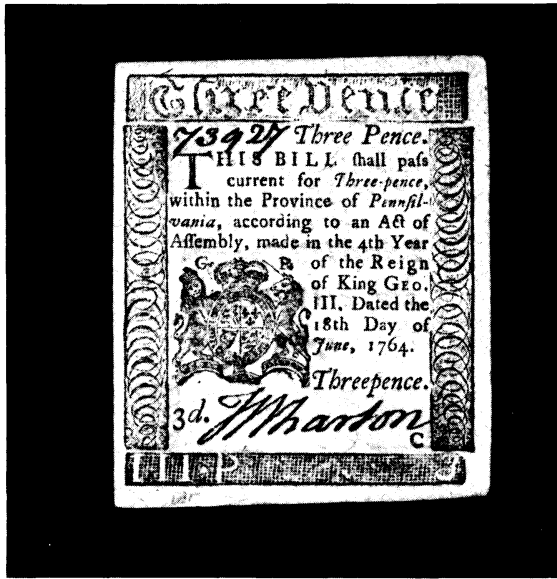 Three Pence
73927 Three Pence.
THIS BILL ſhall paſs
current for Three-pence,
within the Province of Pennſil-
vania, according to an Act of
Aſſembly, made in the 4th Year
G. R of the Reign
of King GEO.
III. Dated the
18th Day of
June, 1764.
Threepence.
3d. Wharton
C
III P